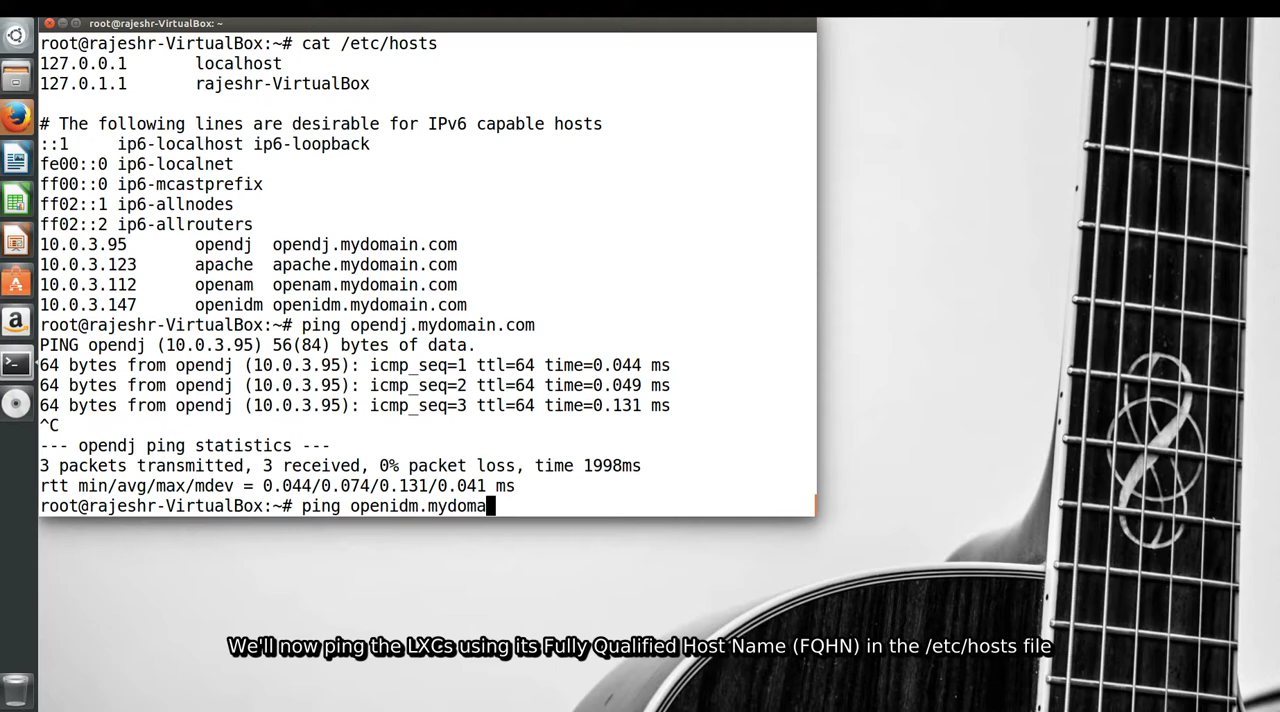 root@rajeshr-VirtualBox: ~
root@rajeshr-VirtualBox:~# cat /etc/hosts
127.0.0.1 localhost
127.0.1.1 rajeshr-VirtualBox
# The following lines are desirable for IPv6 capable hosts
::1 ip6-localhost ip6-loopback
fe00::0 ip6-localnet
ff00::0 ip6-mcastprefix
ff02::1 ip6-allnodes
ff02::2 ip6-allrouters
10.0.3.95 opendj opendj.mydomain.com
10.0.3.123 apache apache.mydomain.com
10.0.3.112 openam openam.mydomain.com
10.0.3.147 openidm openidm.mydomain.com
root@rajeshr-VirtualBox:~# ping opendj.mydomain.com
PING opendj (10.0.3.95) 56(84) bytes of data.
64 bytes from opendj (10.0.3.95): icmp_seq=1 ttl=64 time=0.044 ms
64 bytes from opendj (10.0.3.95): icmp_seq=2 ttl=64 time=0.049 ms
64 bytes from opendj (10.0.3.95): icmp_seq=3 ttl=64 time=0.131 ms
^C
--- opendj ping statistics ---
3 packets transmitted, 3 received, 0% packet loss, time 1998ms
rtt min/avg/max/mdev = 0.044/0.074/0.131/0.041 ms
root@rajeshr-VirtualBox:~# ping openidm.mydoma
We'll now ping the LXCs using its Fully Qualified Host Name (FQHN) in the /etc/hosts file